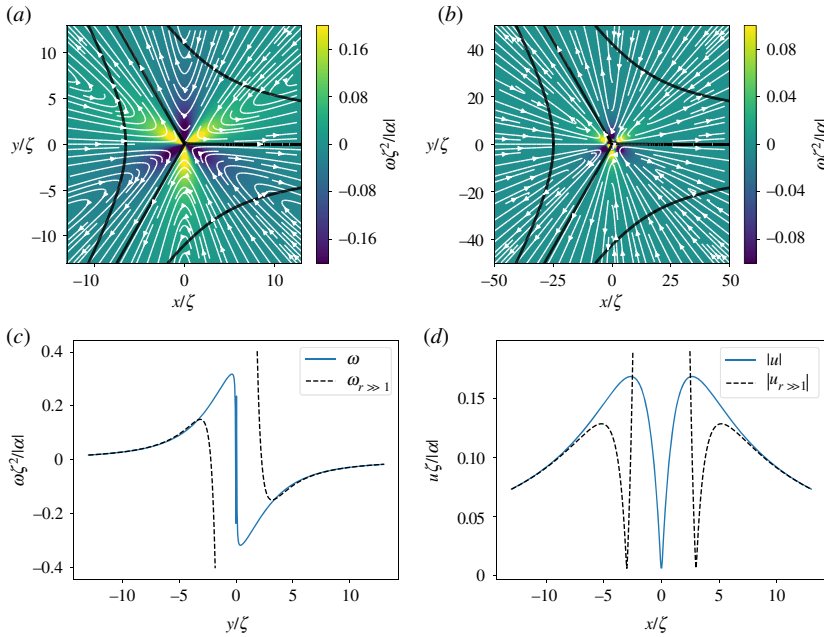 (a)
10
5
0
–5
–10
y/ζ
–10
0
10
x/ζ
0.16
0.08
0
–0.08
–0.16
ωζ²/|α|
(b)
40
20
0
–20
–40
y/ζ
–50
–25
0
25
50
x/ζ
0.08
0.04
0
–0.04
–0.08
ωζ²/|α|
(c)
0.4
0.2
0
–0.2
–0.4
ωζ²/|α|
ω
ω_{r ≫ 1}
–10
–5
0
5
10
y/ζ
(d)
0.15
0.10
0.05
0
uζ/|α|
|u|
|u_{r ≫ 1}|
–10
–5
0
5
10
x/ζ